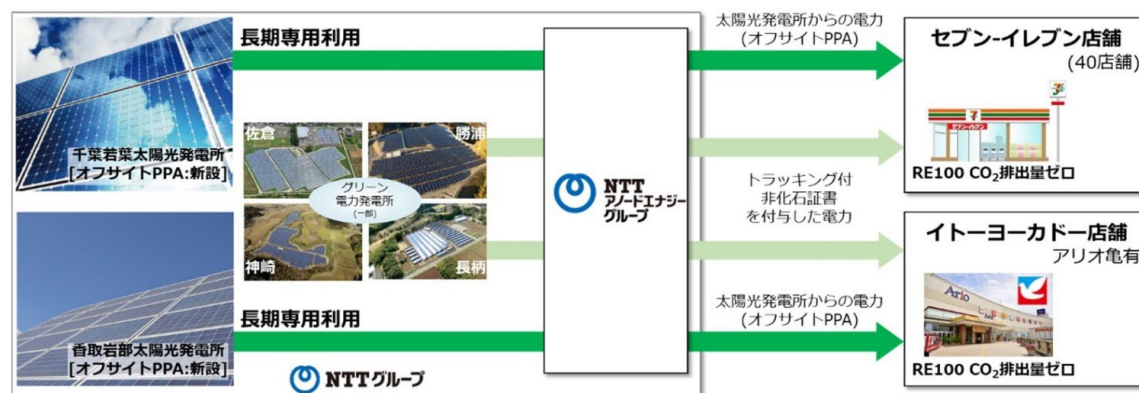 長期専用利用
千葉若葉太陽光発電所
[オフサイトPPA:新設]
佐倉
勝浦
グリーン
電力発電所
(一部)
神崎
長柄
長期専用利用
香取岩部太陽光発電所
[オフサイトPPA:新設]
NTTグループ
NTT
アノードエナジー
グループ
太陽光発電所からの電力
(オフサイトPPA)
トラッキング付
非化石証書
を付与した電力
太陽光発電所からの電力
(オフサイトPPA)
セブン‐イレブン店舗
(40店舗)
セブン-イレブン
RE100 CO₂排出量ゼロ
イトーヨーカドー店舗
アリオ亀有
Ario
RE100 CO₂排出量ゼロ